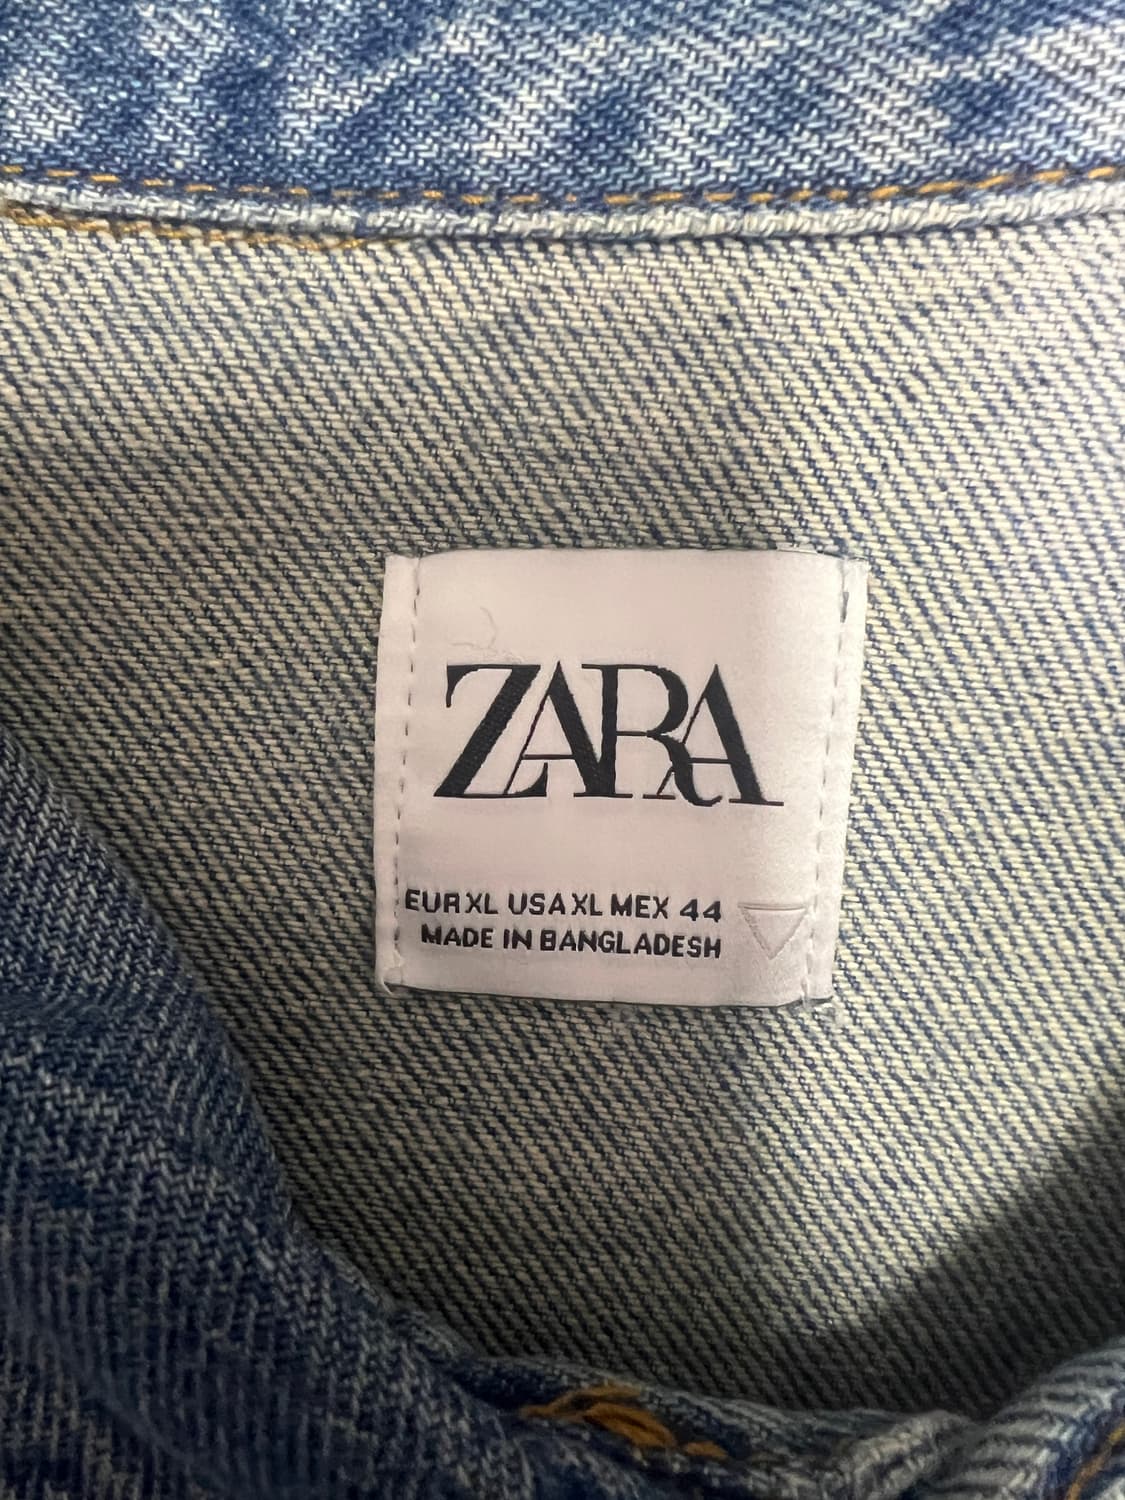 ZARA
EUR XL USA XL MEX 44
MADE IN BANGLADESH